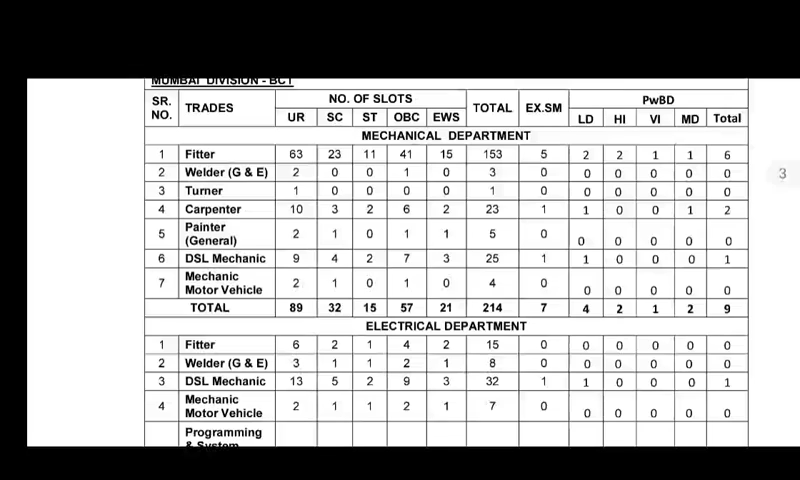 MUMBAI DIVISION - BCT
SR. NO. TRADES NO. OF SLOTS TOTAL EX.SM PwBD
UR SC ST OBC EWS LD HI VI MD Total
MECHANICAL DEPARTMENT
1 Fitter 63 23 11 41 15 153 5 2 2 1 1 6
2 Welder (G & E) 2 0 0 1 0 3 0 0 0 0 0 0
3 Turner 1 0 0 0 0 1 0 0 0 0 0 0
4 Carpenter 10 3 2 6 2 23 1 1 0 0 1 2
5 Painter (General) 2 1 0 1 1 5 0 0 0 0 0 0
6 DSL Mechanic 9 4 2 7 3 25 1 1 0 0 0 1
7 Mechanic Motor Vehicle 2 1 0 1 0 4 0 0 0 0 0 0
TOTAL 89 32 15 57 21 214 7 4 2 1 2 9
ELECTRICAL DEPARTMENT
1 Fitter 6 2 1 4 2 15 0 0 0 0 0 0
2 Welder (G & E) 3 1 1 2 1 8 0 0 0 0 0 0
3 DSL Mechanic 13 5 2 9 3 32 1 1 0 0 0 1
4 Mechanic Motor Vehicle 2 1 1 2 1 7 0 0 0 0 0 0
Programming
& System
3